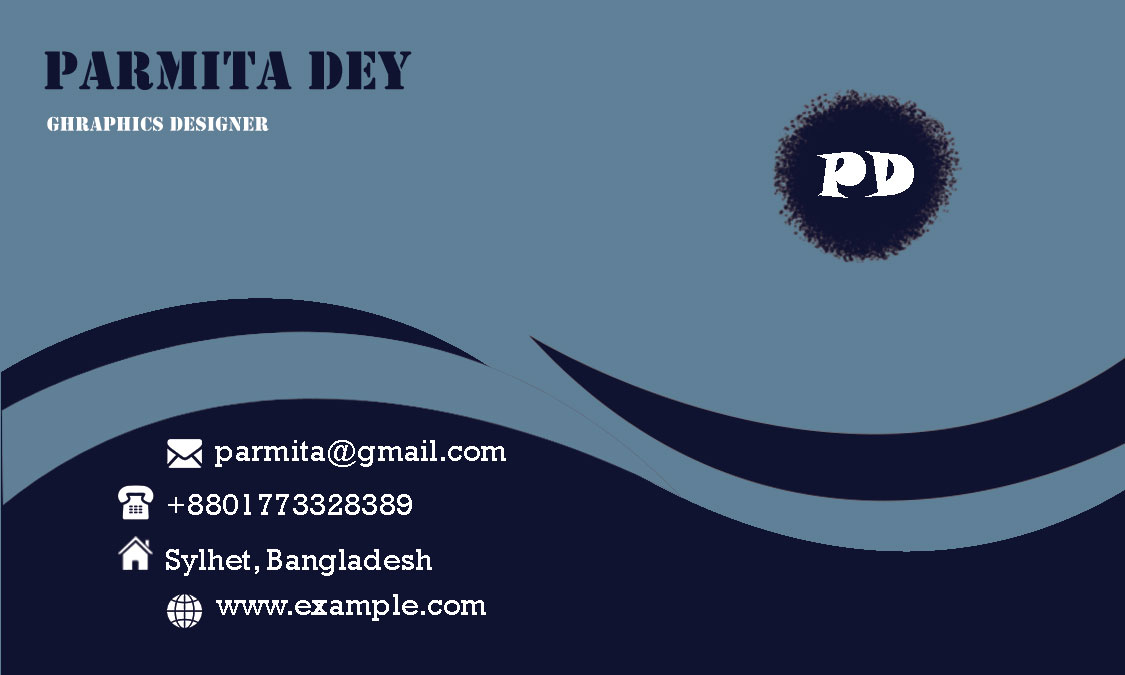 PARMITA DEY
GHRAPHICS DESIGNER
PD
parmita@gmail.com
+8801773328389
Sylhet, Bangladesh
www.example.com